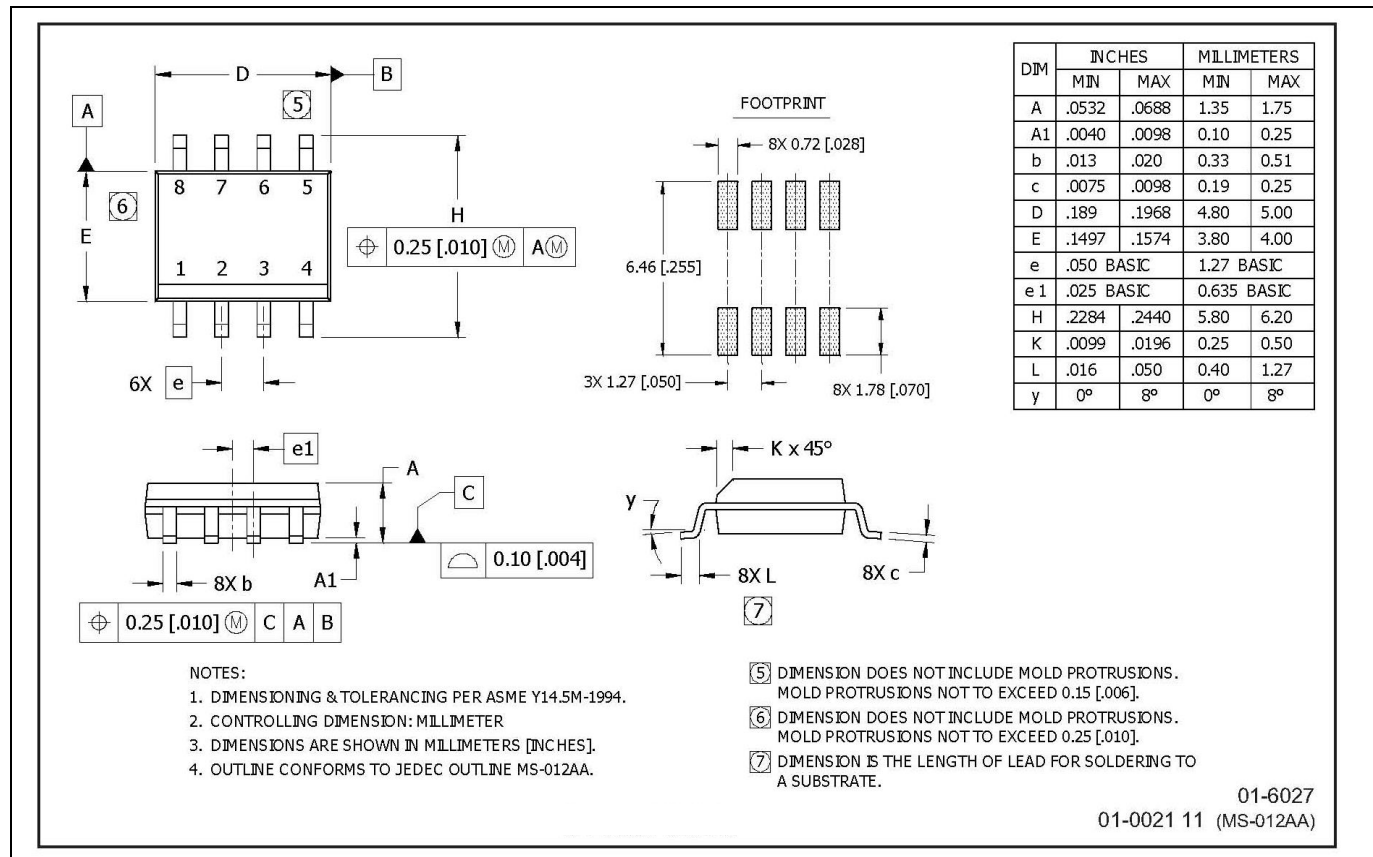 D
B
5
A
8 7 6 5
6
E
H
⌖ 0.25 [.010] Ⓜ AⓂ
1 2 3 4
6X e
FOOTPRINT
8X 0.72 [.028]
6.46 [.255]
3X 1.27 [.050]
8X 1.78 [.070]
DIM INCHES MILLIMETERS
MIN MAX MIN MAX
A .0532 .0688 1.35 1.75
A1 .0040 .0098 0.10 0.25
b .013 .020 0.33 0.51
c .0075 .0098 0.19 0.25
D .189 .1968 4.80 5.00
E .1497 .1574 3.80 4.00
e .050 BASIC 1.27 BASIC
e 1 .025 BASIC 0.635 BASIC
H .2284 .2440 5.80 6.20
K .0099 .0196 0.25 0.50
L .016 .050 0.40 1.27
y 0° 8° 0° 8°
e1
A
C
0.10 [.004]
A1
8X b
⌖ 0.25 [.010] Ⓜ C A B
K x 45°
y
8X L
7
8X c
NOTES:
1. DIMENSIONING & TOLERANCING PER ASME Y14.5M-1994.
2. CONTROLLING DIMENSION: MILLIMETER
3. DIMENSIONS ARE SHOWN IN MILLIMETERS [INCHES].
4. OUTLINE CONFORMS TO JEDEC OUTLINE MS-012AA.
5 DIMENSION DOES NOT INCLUDE MOLD PROTRUSIONS.
MOLD PROTRUSIONS NOT TO EXCEED 0.15 [.006].
6 DIMENSION DOES NOT INCLUDE MOLD PROTRUSIONS.
MOLD PROTRUSIONS NOT TO EXCEED 0.25 [.010].
7 DIMENSION IS THE LENGTH OF LEAD FOR SOLDERING TO
A SUBSTRATE.
01-6027
01-0021 11 (MS-012AA)